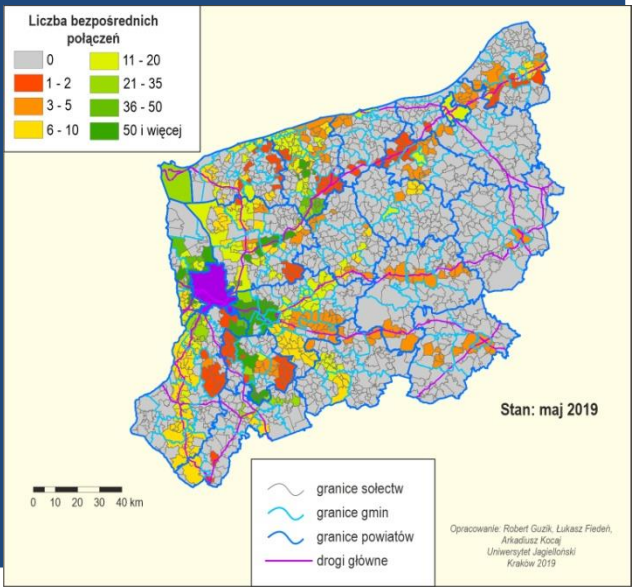 Liczba bezpośrednich
połączeń
0
1 - 2
3 - 5
6 - 10
11 - 20
21 - 35
36 - 50
50 i więcej
Stan: maj 2019
0 5 10 20 30 40 km
granice sołectw
granice gmin
granice powiatów
drogi główne
Opracowanie: Robert Guzik, Łukasz Fiedeń,
Arkadiusz Kocaj
Uniwersytet Jagielloński
Kraków 2019